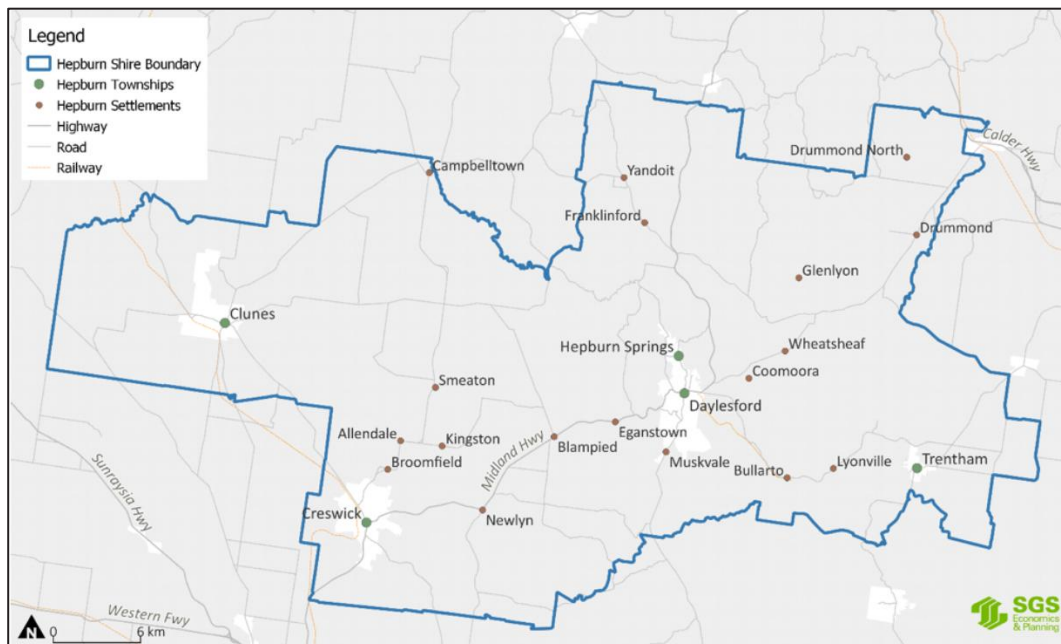 Legend
Hepburn Shire Boundary
Hepburn Townships
Hepburn Settlements
Highway
Road
Railway
Calder Hwy
Drummond North
Campbelltown
Yandoit
Franklinford
Drummond
Glenlyon
Clunes
Hepburn Springs
Wheatsheaf
Coomoora
Smeaton
Daylesford
Allendale
Kingston
Midland Hwy
Blampied
Eganstown
Broomfield
Muskvale
Bullarto
Lyonville
Trentham
Sunraysia Hwy
Creswick
Newlyn
Western Fwy
N
0
6 km
SGS
Economics
& Planning